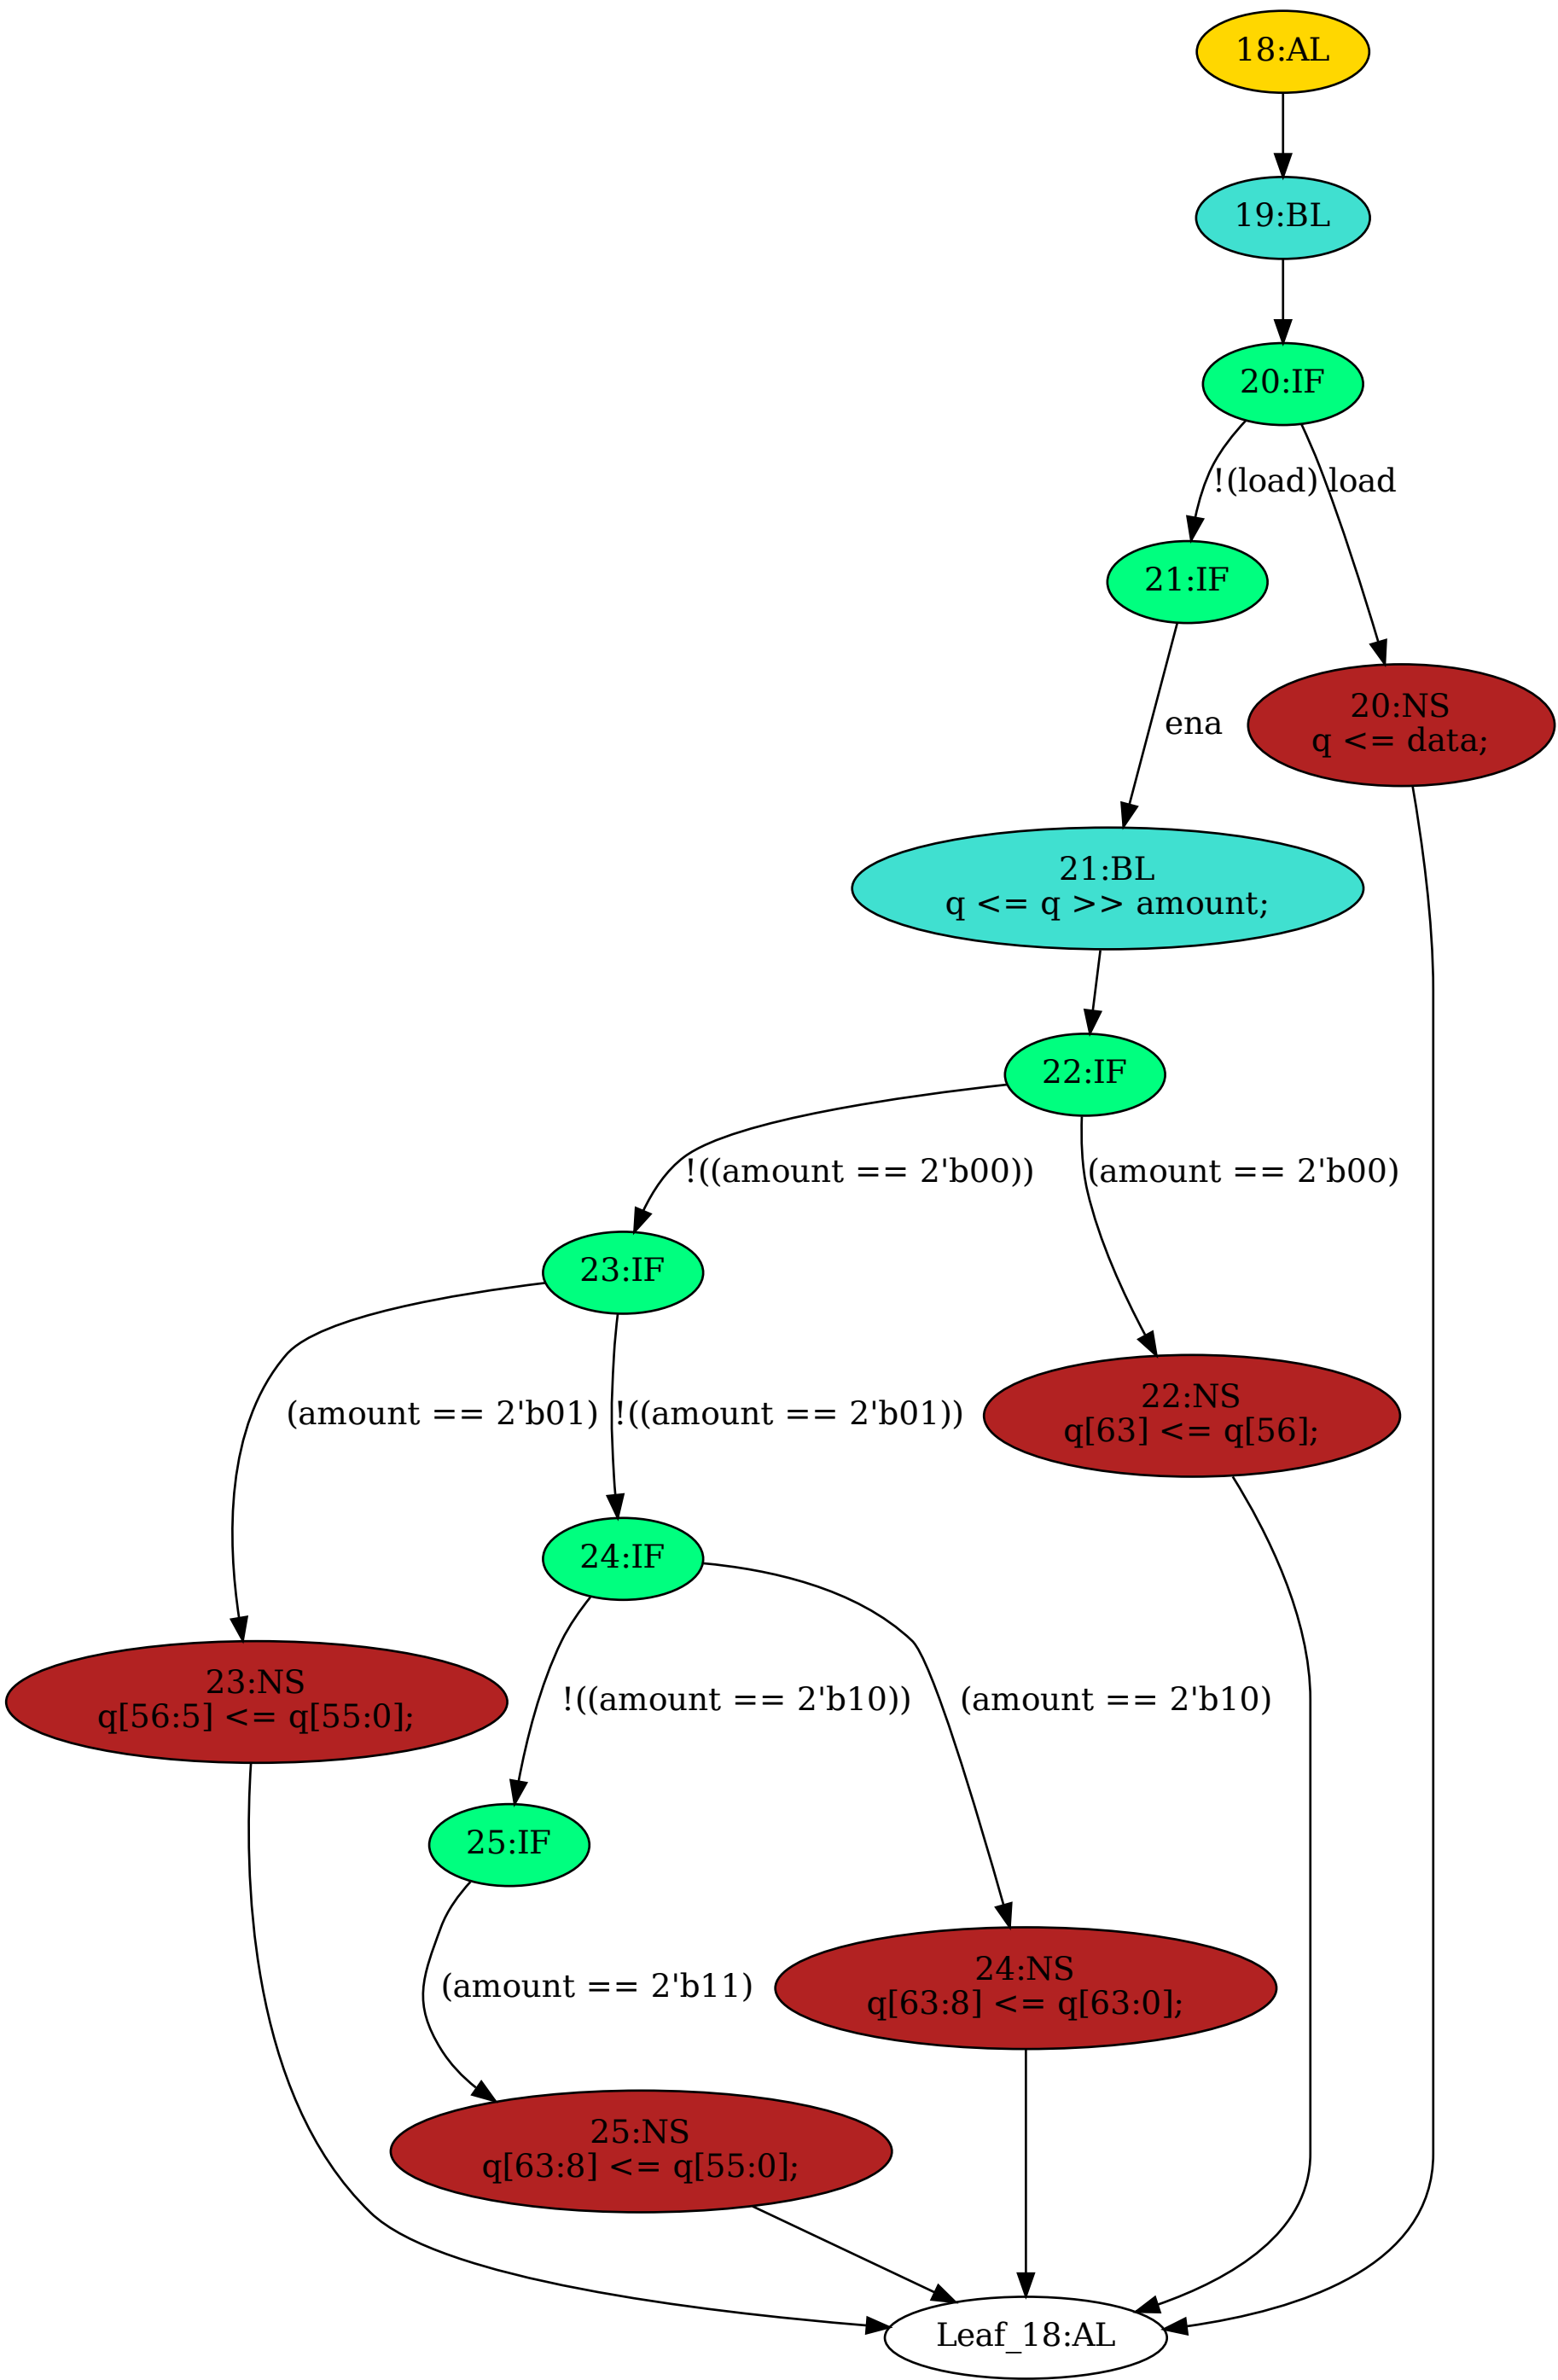 18:AL
19:BL
20:IF
!(load)
load
21:IF
20:NS
q <= data;
ena
21:BL
q <= q >> amount;
22:IF
!((amount == 2'b00))
(amount == 2'b00)
23:IF
22:NS
q[63] <= q[56];
(amount == 2'b01)
!((amount == 2'b01))
24:IF
23:NS
q[56:5] <= q[55:0];
!((amount == 2'b10))
(amount == 2'b10)
25:IF
24:NS
q[63:8] <= q[63:0];
(amount == 2'b11)
25:NS
q[63:8] <= q[55:0];
Leaf_18:AL